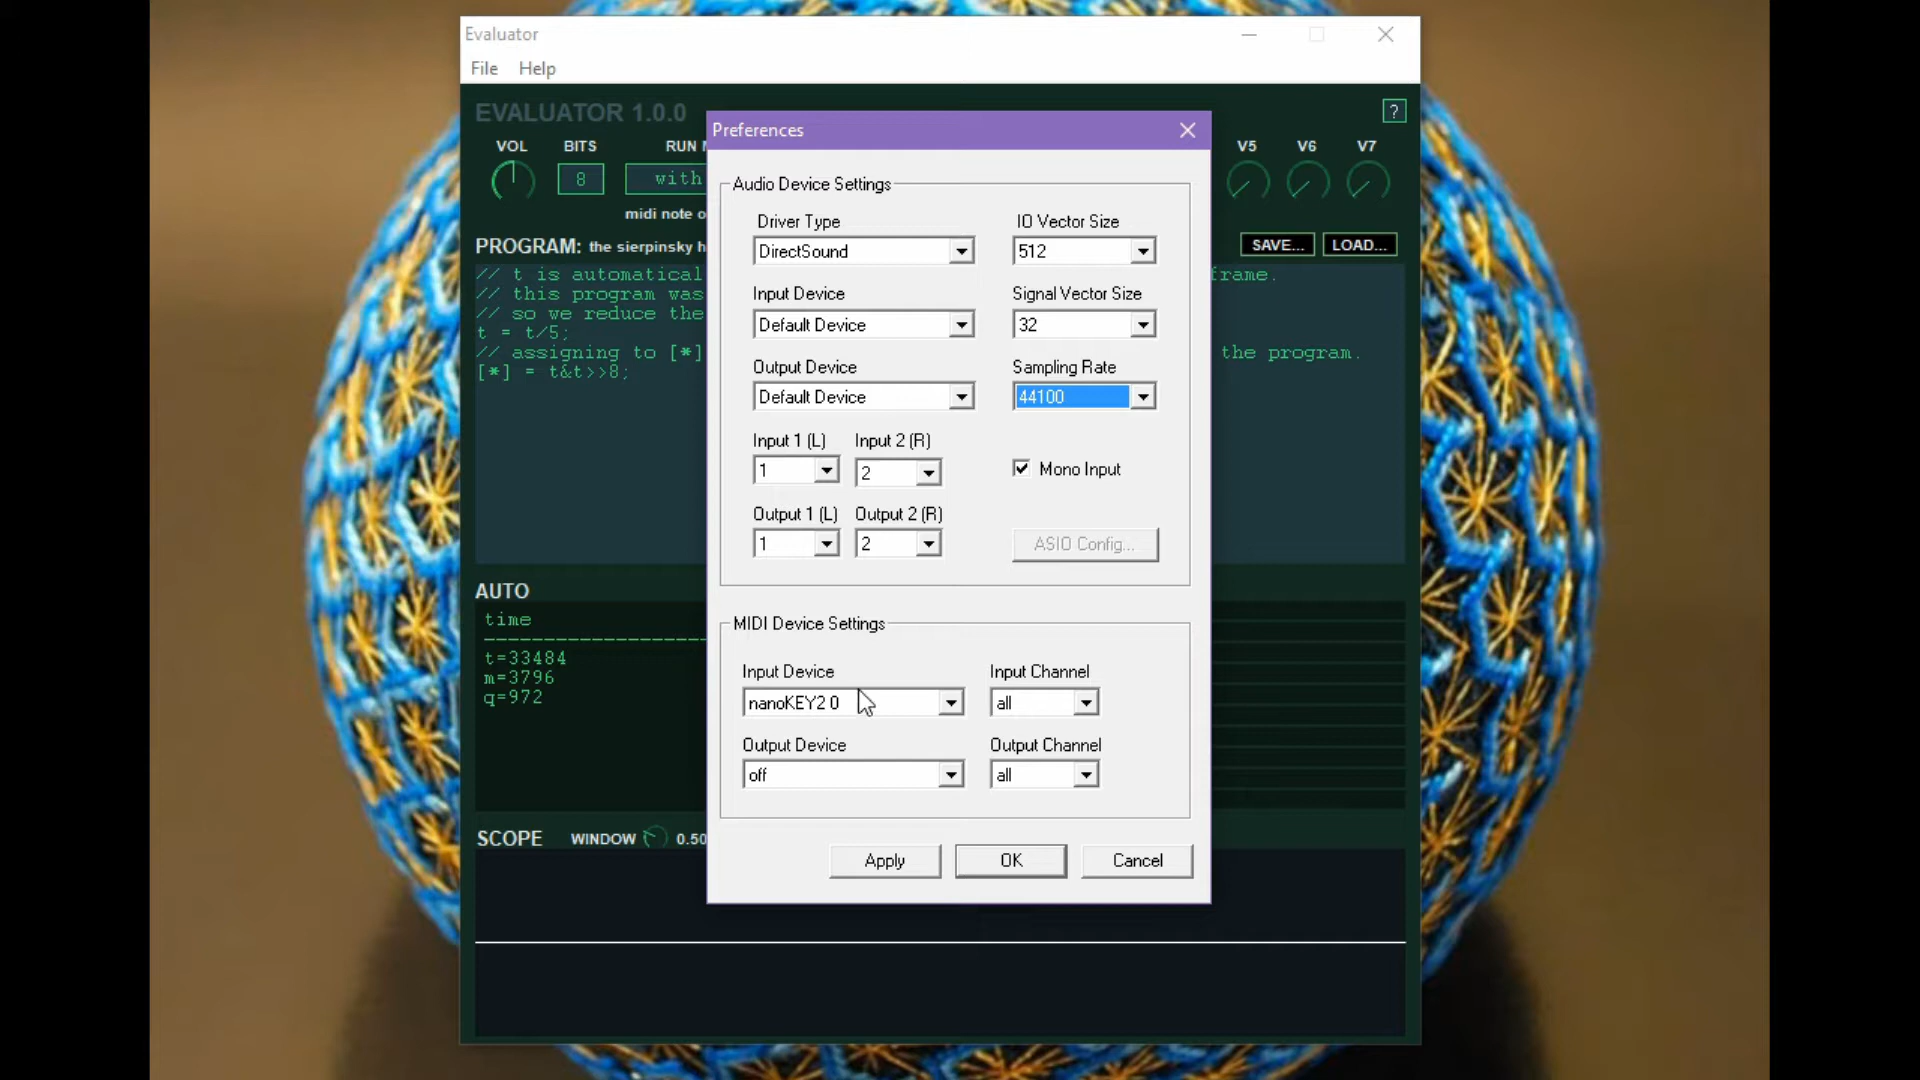 Evaluator
File Help
EVALUATOR 1.0.0
?
VOL BITS RUN V5 V6 V7
8 with
midi note o
PROGRAM: the sierpinsky h
SAVE... LOAD...
// t is automatical frame.
// this program was
// so we reduce the
t = t/5;
// assigning to [*] the program.
[*] = t&t>>8;
AUTO
time
t=33484
m=3796
q=972
SCOPE WINDOW 0.50
Preferences
Audio Device Settings
Driver Type IO Vector Size
DirectSound 512
Input Device Signal Vector Size
Default Device 32
Output Device Sampling Rate
Default Device 44100
Input 1 (L) Input 2 (R)
1 2 Mono Input
Output 1 (L) Output 2 (R)
1 2 ASIO Config...
MIDI Device Settings
Input Device Input Channel
nanoKEY2 0 all
Output Device Output Channel
off all
Apply OK Cancel